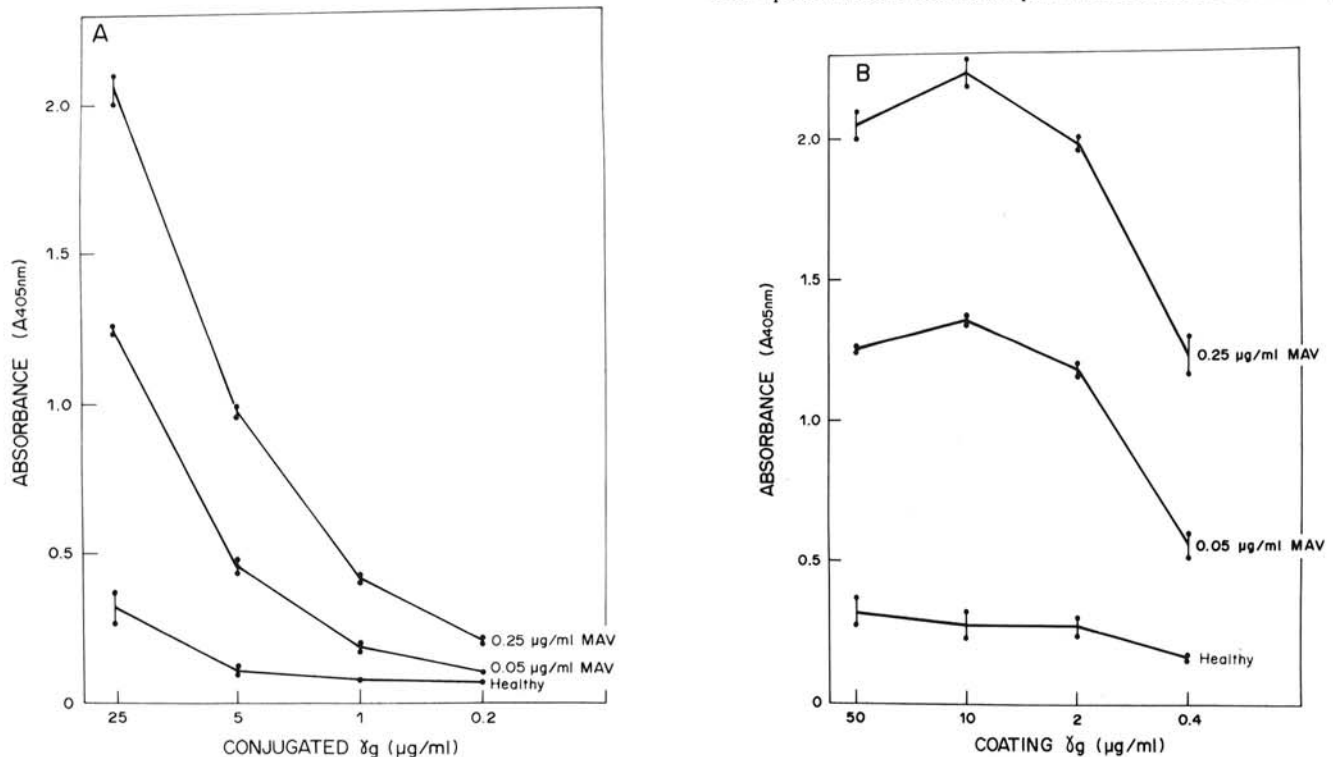 A
2.0
1.5
1.0
0.5
0
ABSORBANCE (A405nm)
0.25 µg/ml MAV
0.05 µg/ml MAV
Healthy
25 5 1 0.2
CONJUGATED ɣg (µg/ml)
B
2.0
1.5
1.0
0.5
0
ABSORBANCE (A405nm)
0.25 µg/ml MAV
0.05 µg/ml MAV
Healthy
50 10 2 0.4
COATING ɣg (µg/ml)